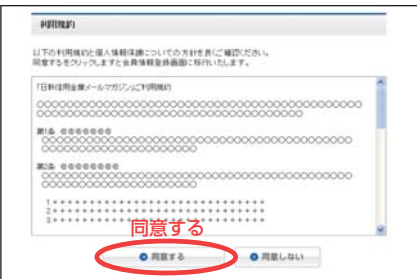 利用規約
以下の利用規約と個人情報保護についての方針を良くご確認ください。
同意するをクリックしますと会員情報登録画面に移行いたします。
「日新信用金庫メールマガジン」ご利用規約
○○○○○○○○○○○○○○○○○○○○○○○○○○○○○○○○○○○○○○○○○○○
○○○○○○○○○○○○○○○○○○○○○○○○○○○○○○○○○○○
第1条 ◎◎◎◎◎◎◎
○○○○○○○○○○○○○○○○○○○○○○○○○○○○○○○○○○○○○○○○○
○○○○○○○○○○○○○○○○○○○○
第2条 ◎◎◎◎◎◎◎◎
○○○○○○○○○○○○○○○○○○○○○○○○○○○○○○○○○○○○○○○○○
○○○○○○○○○○○○○○○○○○○○
1.+++++++++++++++++++++++++++
2.+++++++++++++++++++++++++++
3.+++++++++++++++++++++++++++
同意する
同意する
同意しない